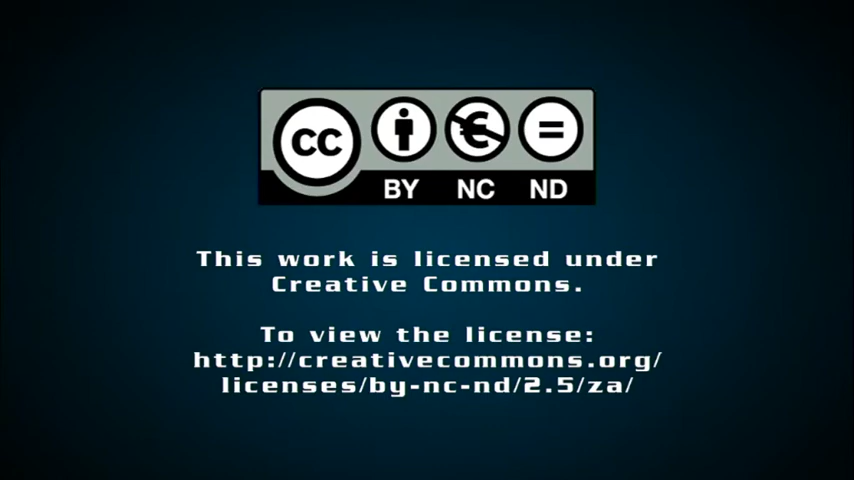 CC
BY NC ND
This work is licensed under
Creative Commons.
To view the license:
http://creativecommons.org/
licenses/by-nc-nd/2.5/za/